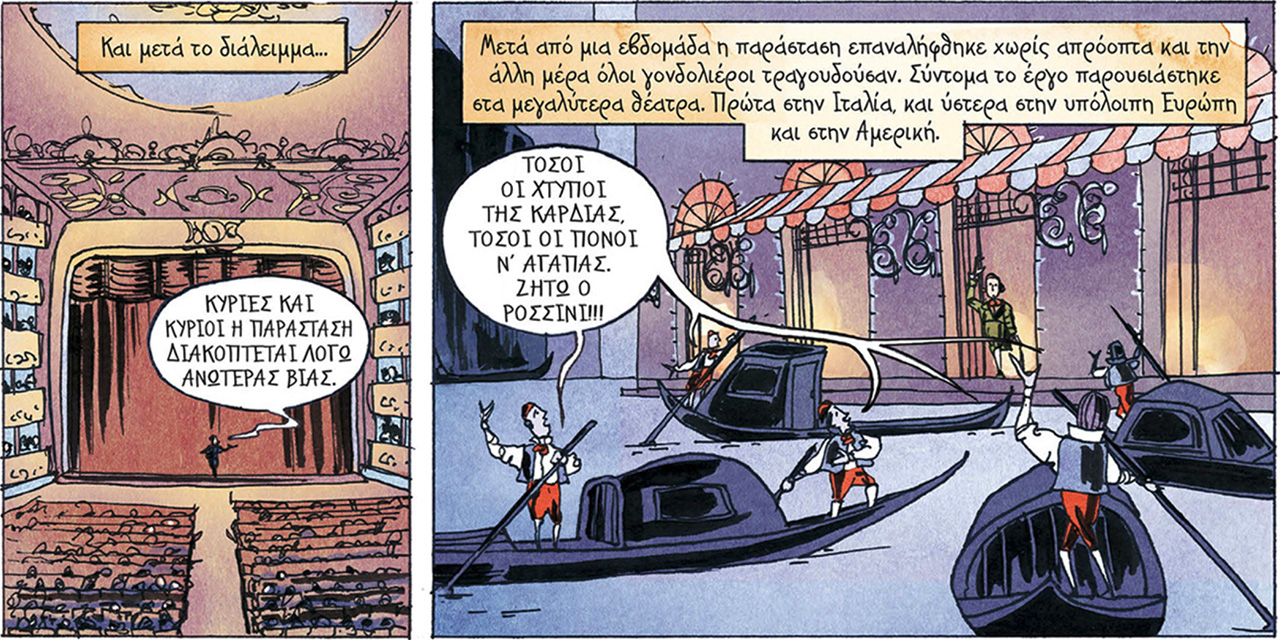 Και μετά το διάλειμμα...
ΚΥΡΙΕΣ ΚΑΙ
ΚΥΡΙΟΙ Η ΠΑΡΑΣΤΑΣΗ
ΔΙΑΚΟΠΤΕΤΑΙ ΛΟΓΩ
ΑΝΩΤΕΡΑΣ ΒΙΑΣ.
Μετά από μια εβδομάδα η παράσταση επαναλήφθηκε χωρίς απρόοπτα και την
άλλη μέρα όλοι γονδολιέροι τραγουδούσαν. Σύντομα το έργο παρουσιάστηκε
στα μεγαλύτερα θέατρα. Πρώτα στην Ιταλία, και ύστερα στην υπόλοιπη Ευρώπη
και στην Αμερική.
ΤΟΣΟΙ
ΟΙ ΧΤΥΠΟΙ
ΤΗΣ ΚΑΡΔΙΑΣ,
ΤΟΣΟΙ ΟΙ ΠΟΝΟΙ
Ν' ΑΓΑΠΑΣ.
ΖΗΤΩ Ο
ΡΟΣΣΙΝΙ!!!